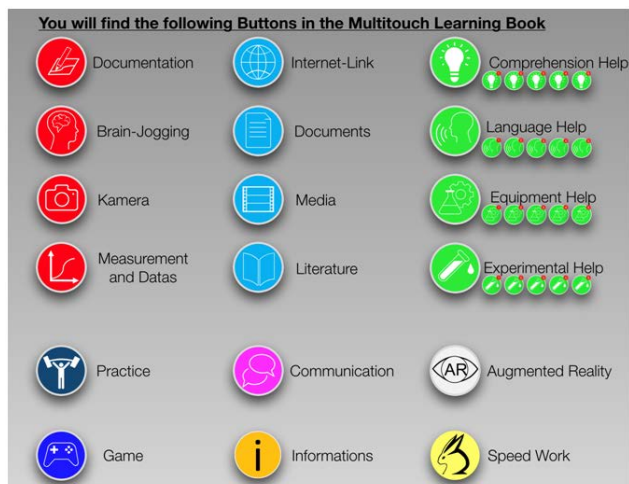 You will find the following Buttons in the Multitouch Learning Book
Documentation
Internet-Link
Comprehension Help
Brain-Jogging
Documents
Language Help
Kamera
Media
Equipment Help
Measurement
and Datas
Literature
Experimental Help
Practice
Communication
AR
Augmented Reality
Game
i
Informations
Speed Work